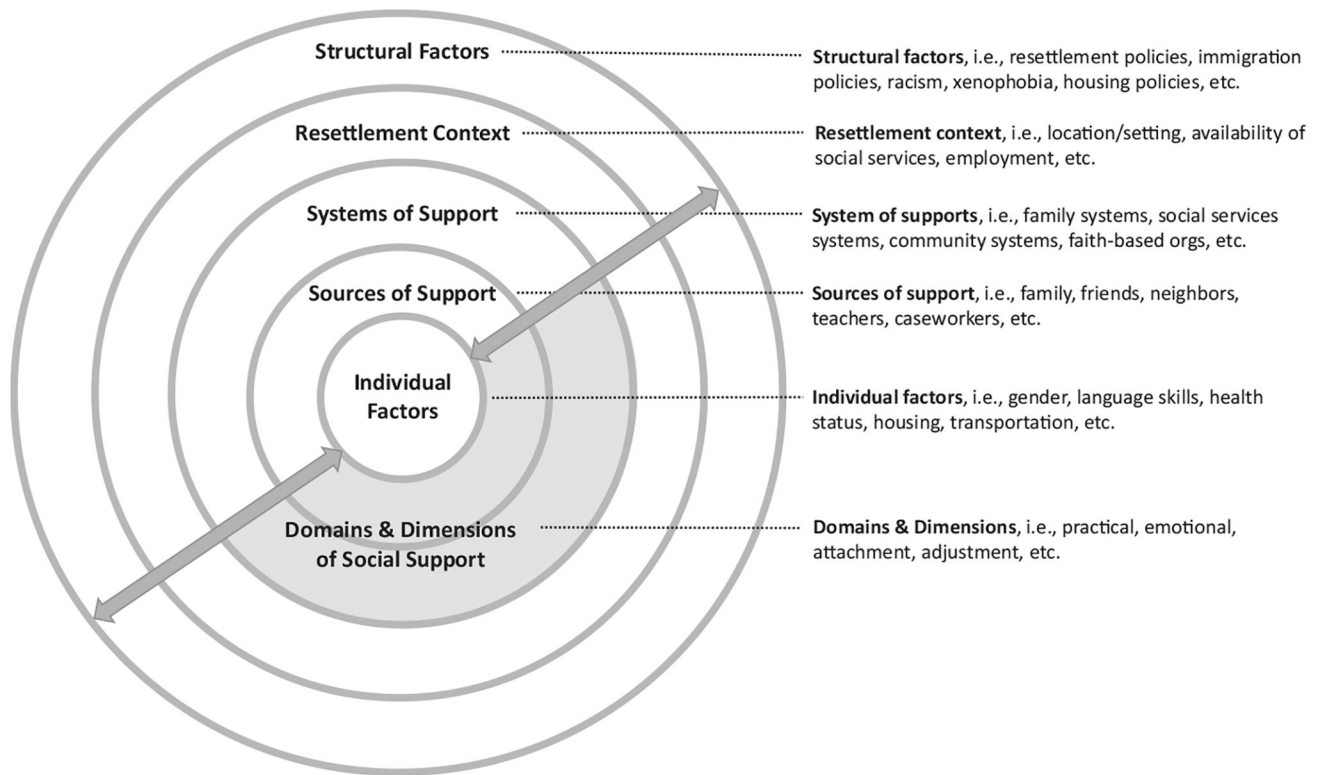 Structural Factors
Structural factors, i.e., resettlement policies, immigration
policies, racism, xenophobia, housing policies, etc.
Resettlement Context
Resettlement context, i.e., location/setting, availability of
social services, employment, etc.
Systems of Support
System of supports, i.e., family systems, social services
systems, community systems, faith-based orgs, etc.
Sources of Support
Sources of support, i.e., family, friends, neighbors,
teachers, caseworkers, etc.
Individual
Factors
Individual factors, i.e., gender, language skills, health
status, housing, transportation, etc.
Domains & Dimensions
of Social Support
Domains & Dimensions, i.e., practical, emotional,
attachment, adjustment, etc.